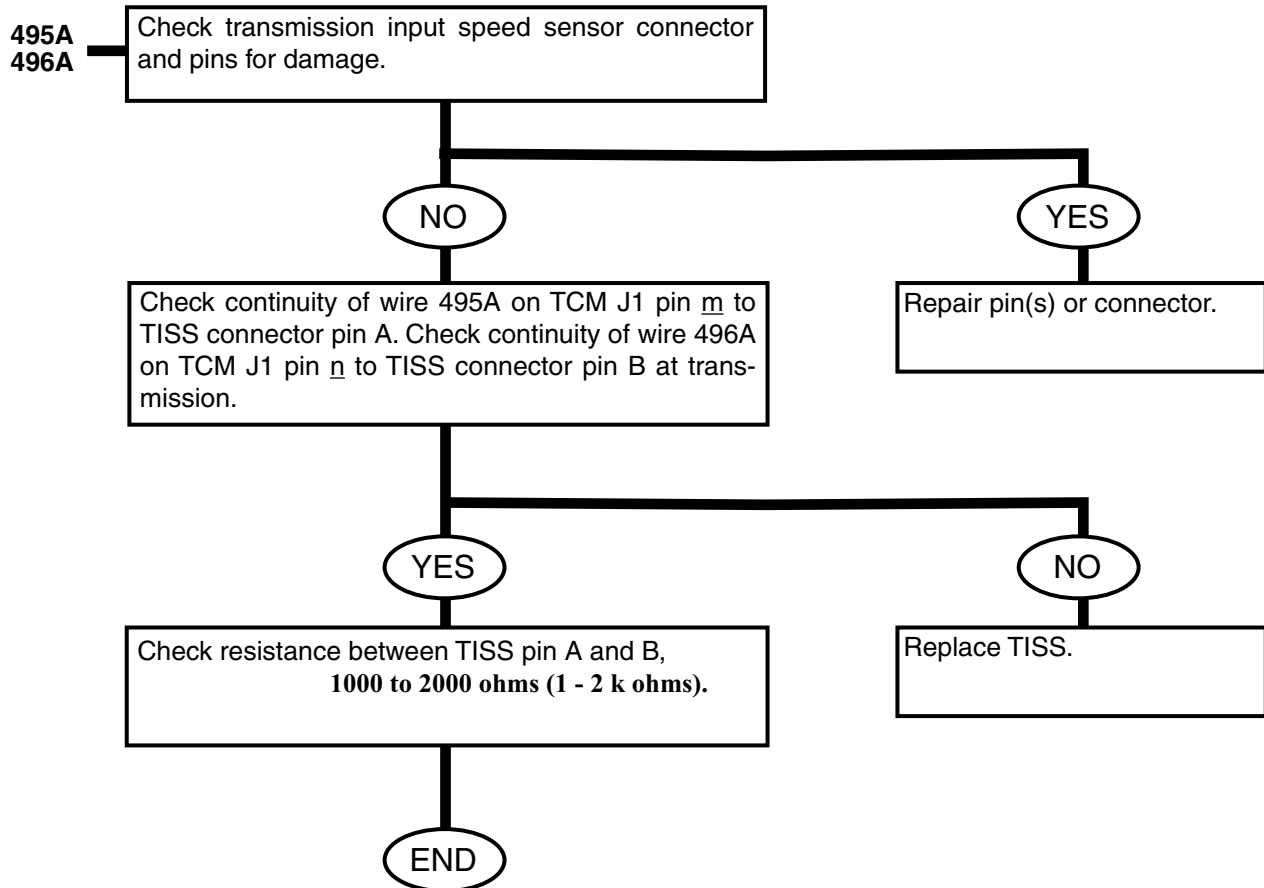 495A
496A
Check transmission input speed sensor connector
and pins for damage.
NO
YES
Check continuity of wire 495A on TCM J1 pin m to
TISS connector pin A. Check continuity of wire 496A
on TCM J1 pin n to TISS connector pin B at trans-
mission.
Repair pin(s) or connector.
YES
NO
Check resistance between TISS pin A and B,
1000 to 2000 ohms (1 - 2 k ohms).
Replace TISS.
END